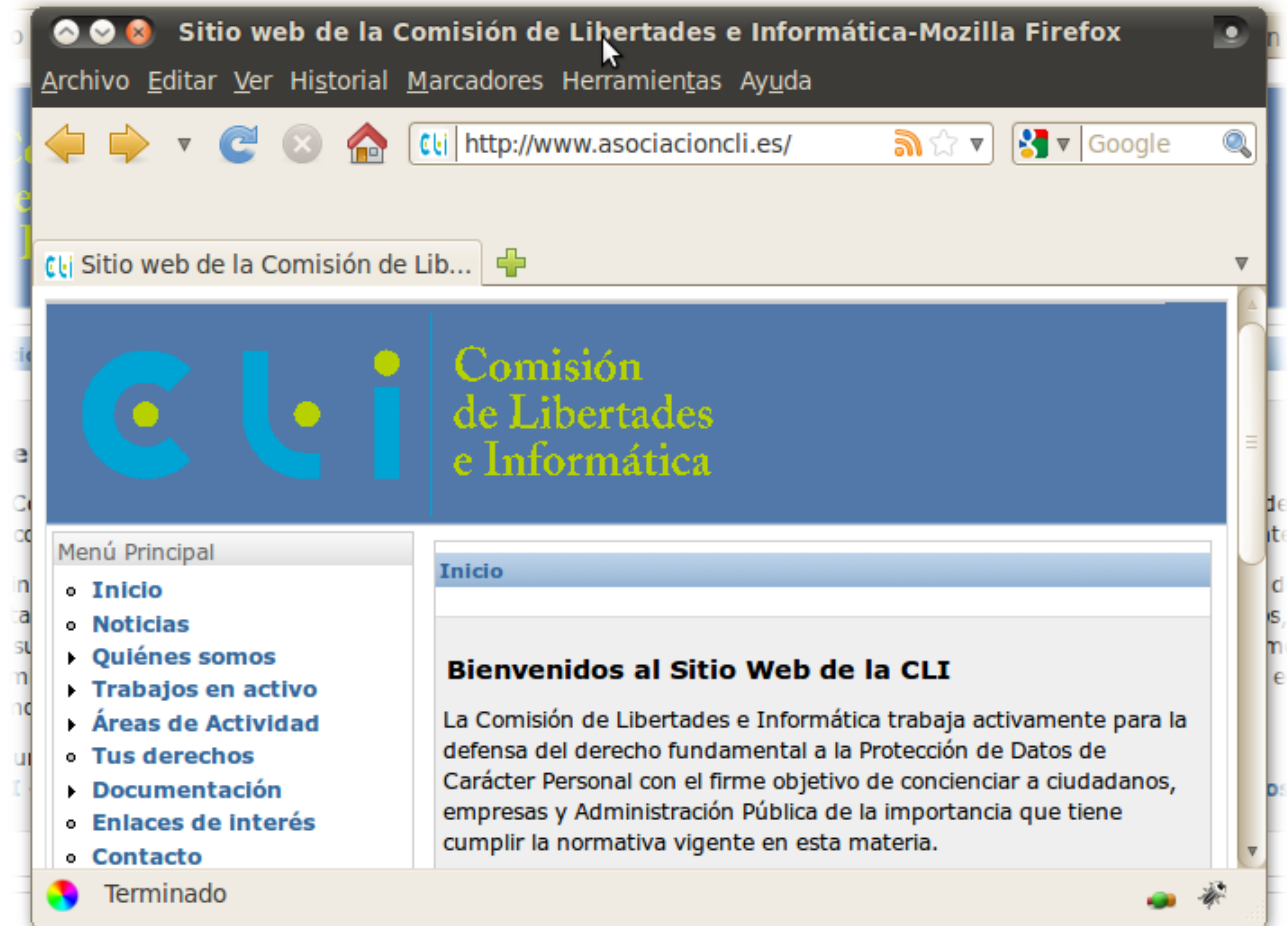 Sitio web de la Comisión de Libertades e Informática-Mozilla Firefox
Archivo Editar Ver Historial Marcadores Herramientas Ayuda
CLi http://www.asociacioncli.es/ Google
CLi Sitio web de la Comisión de Lib...
CLi
Comisión
de Libertades
e Informática
Menú Principal
Inicio
Noticias
Quiénes somos
Trabajos en activo
Áreas de Actividad
Tus derechos
Documentación
Enlaces de interés
Contacto
Inicio
Bienvenidos al Sitio Web de la CLI
La Comisión de Libertades e Informática trabaja activamente para la
defensa del derecho fundamental a la Protección de Datos de
Carácter Personal con el firme objetivo de concienciar a ciudadanos,
empresas y Administración Pública de la importancia que tiene
cumplir la normativa vigente en esta materia.
Terminado